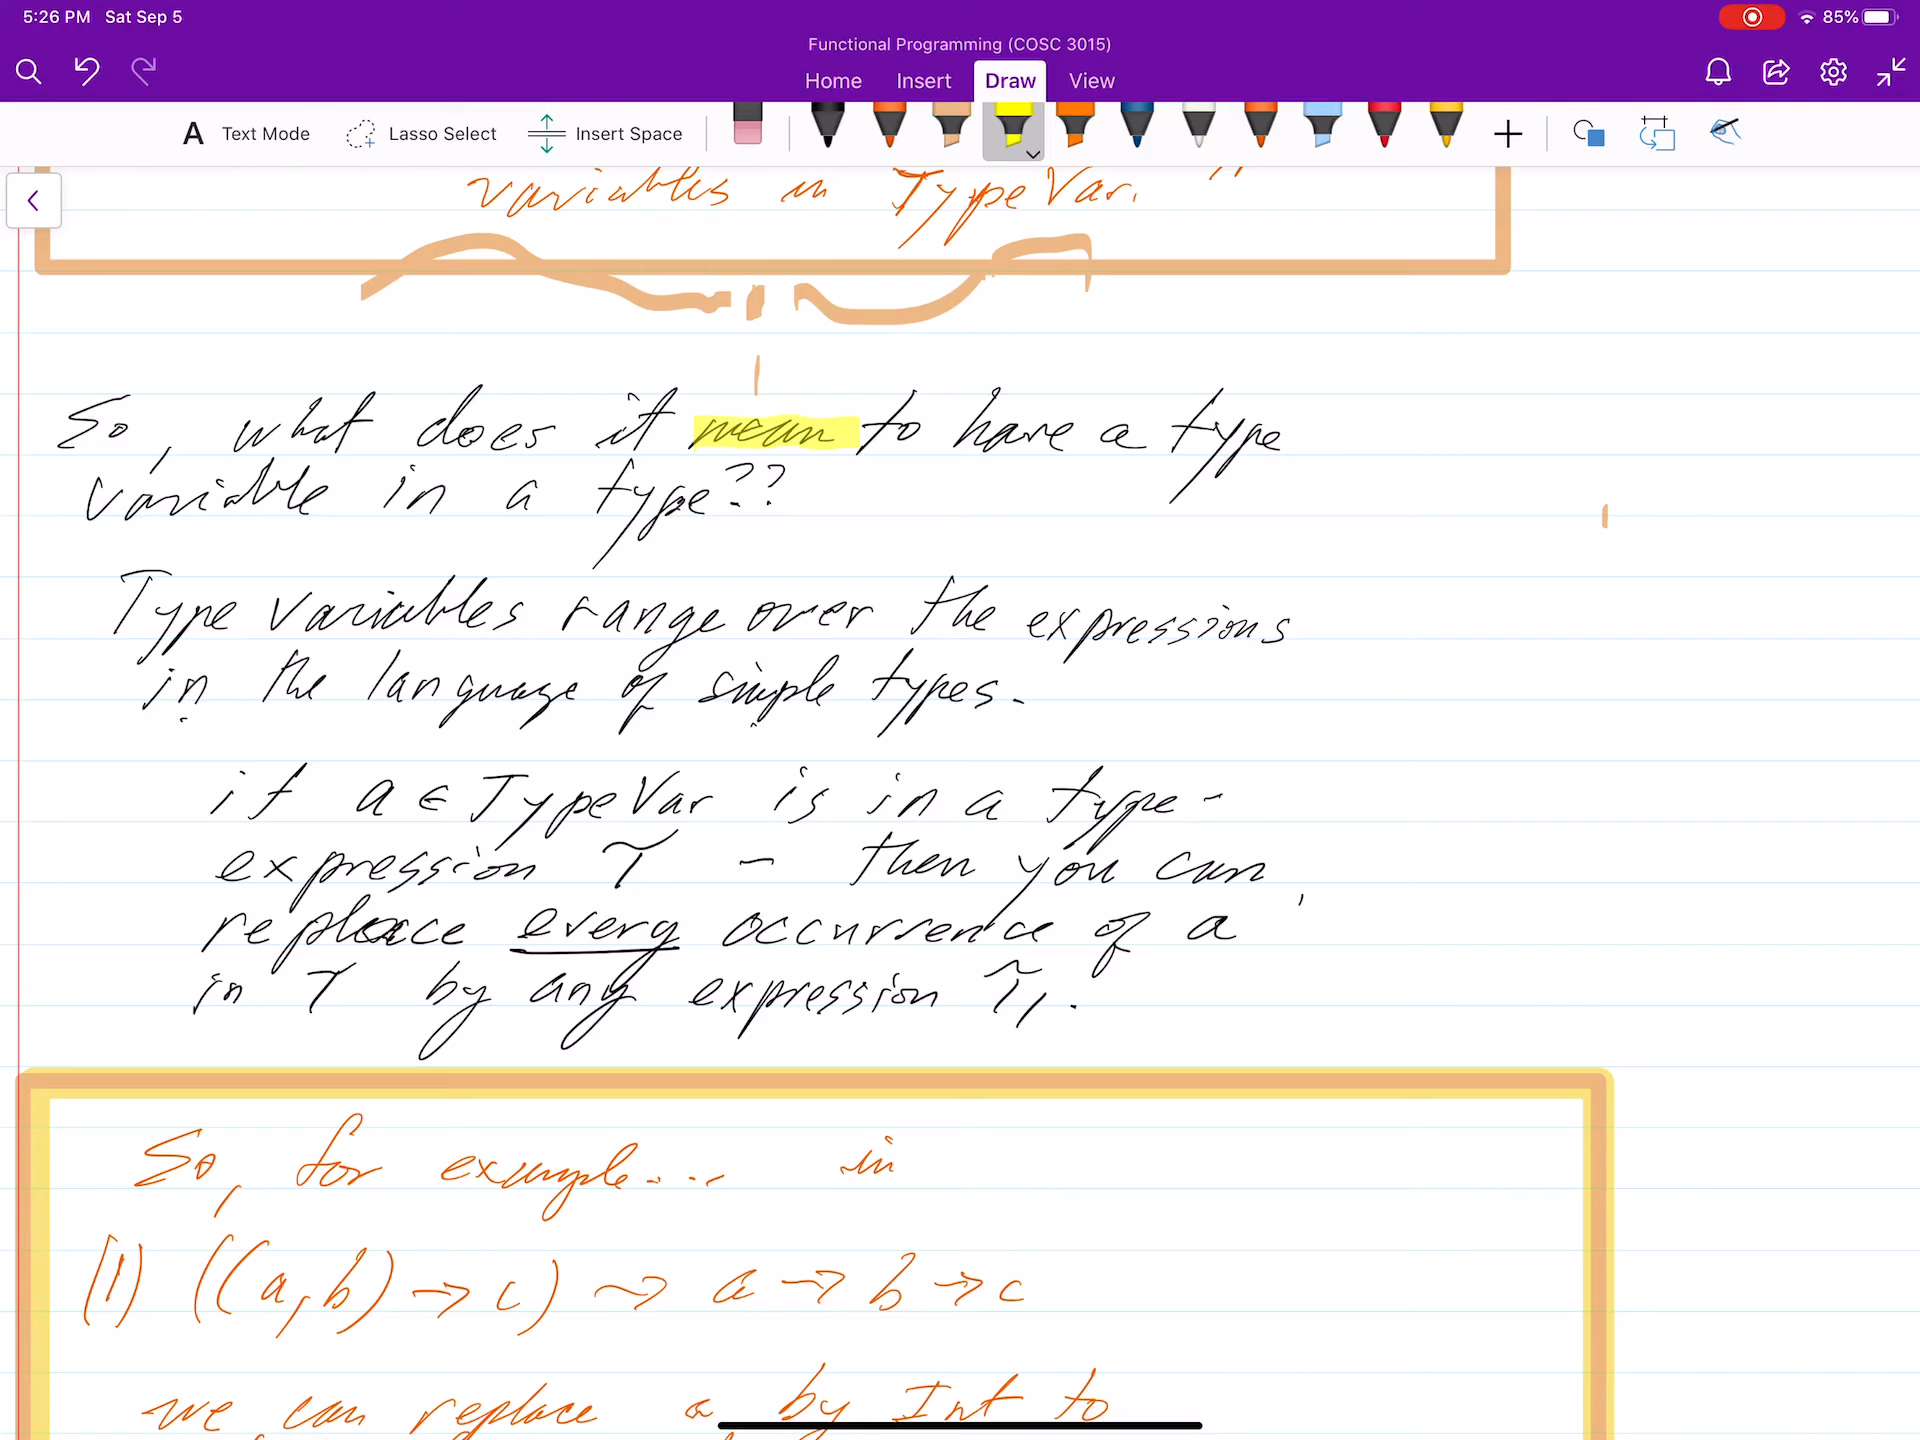 5:26 PM Sat Sep 5
85%
Functional Programming (COSC 3015)
Home Insert Draw View
A Text Mode Lasso Select Insert Space
variables in TypeVar. "
So, what does it mean to have a type
variable in a type??
Type variables range over the expressions
in the language of simple types.
if a ∈ TypeVar is in a type-
expression τ - then you can
replace every occurrence of a
in τ by any expression τ₁.
So, for example... in
(1) ((a,b) → c) → a → b → c
we can replace a by Int to